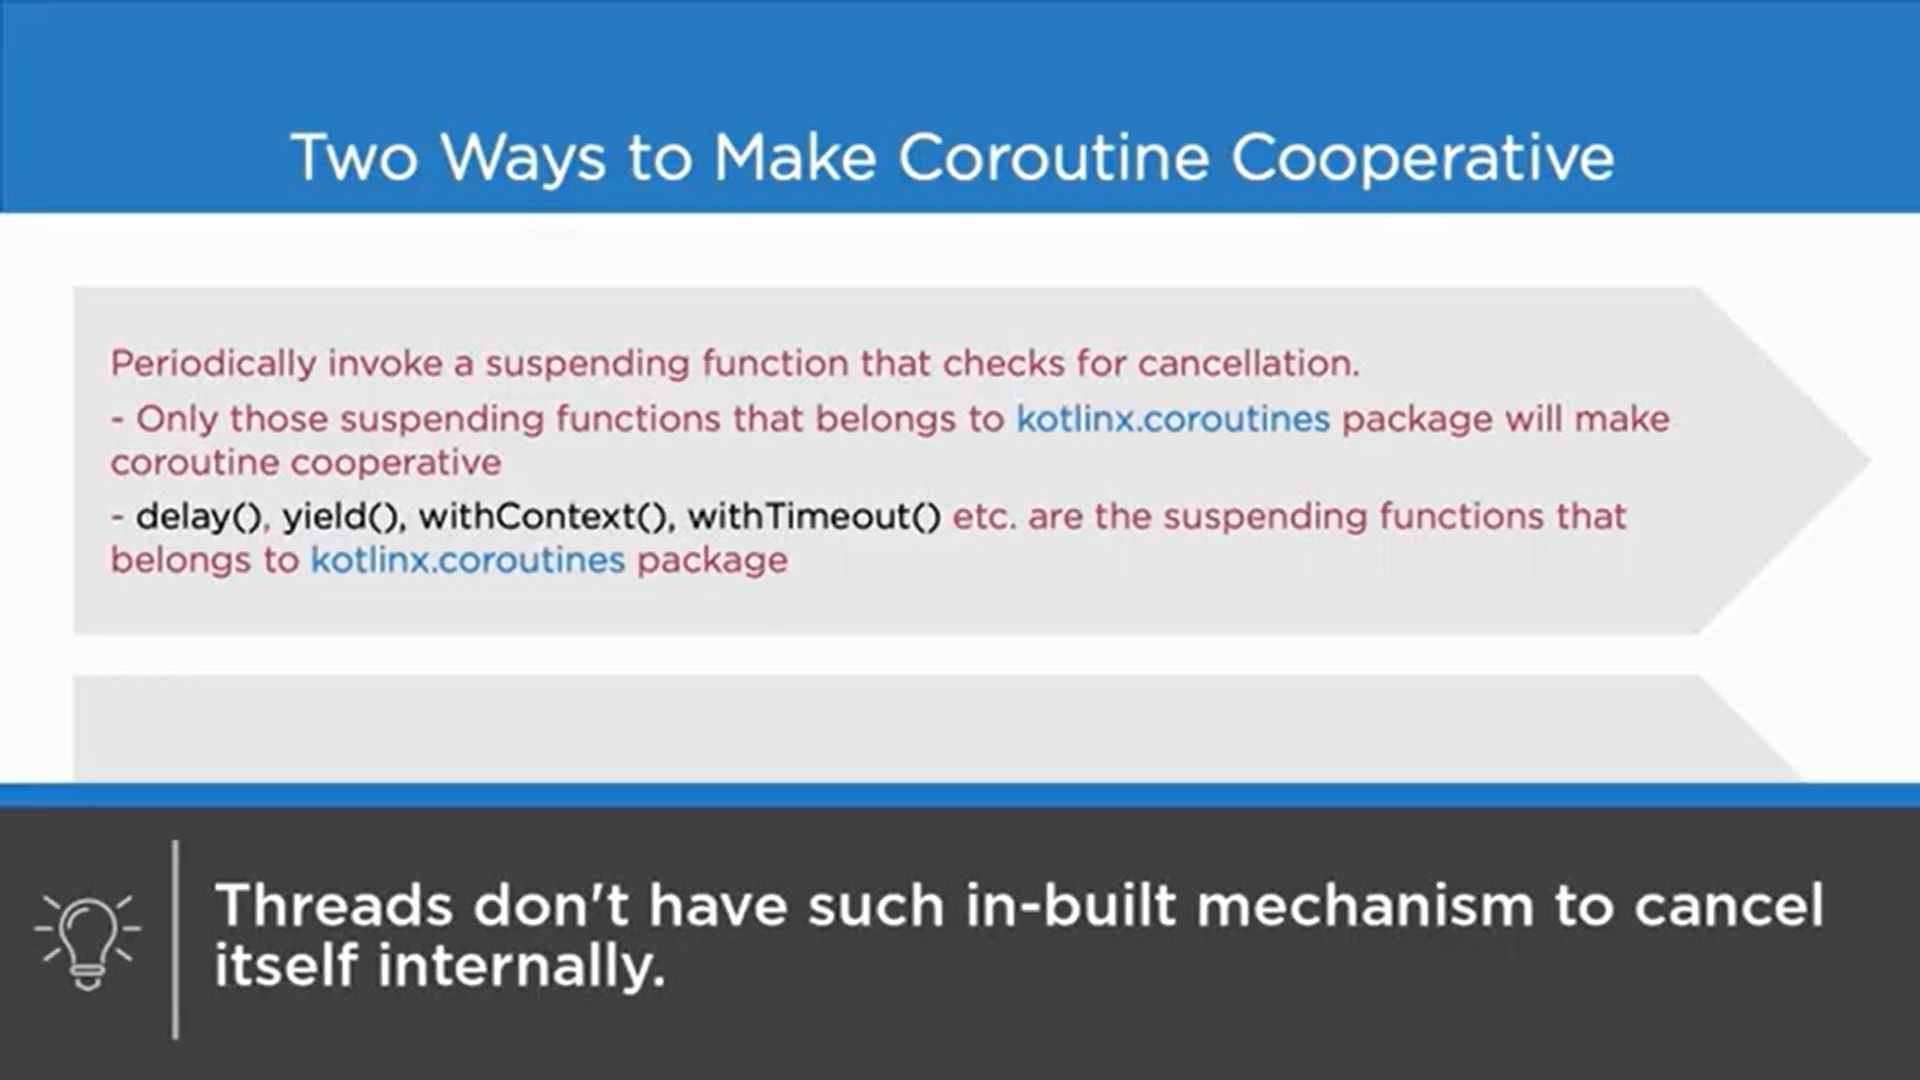 Two Ways to Make Coroutine Cooperative
Periodically invoke a suspending function that checks for cancellation.
- Only those suspending functions that belongs to kotlinx.coroutines package will make
coroutine cooperative
- delay(), yield(), withContext(), withTimeout() etc. are the suspending functions that
belongs to kotlinx.coroutines package
Threads don't have such in-built mechanism to cancel
itself internally.